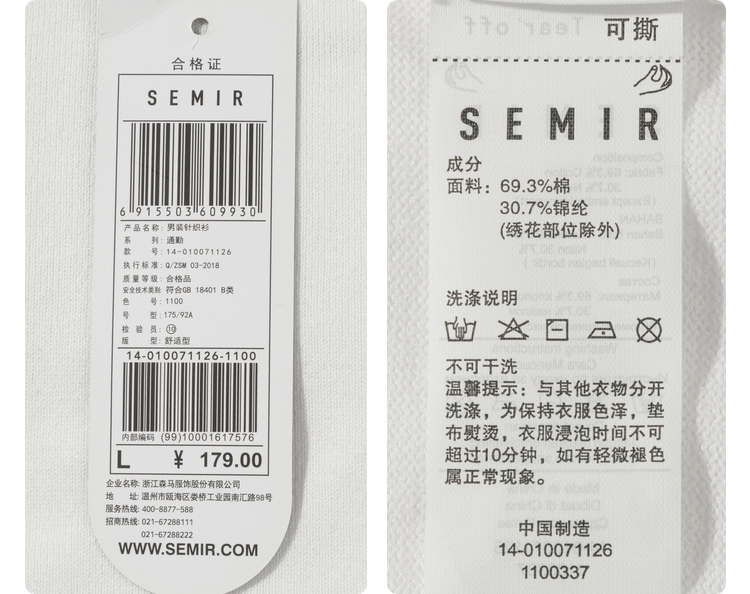 合格证
SEMIR
6 915503 609930
产品名称:男装针织衫
系 列:通勤
款 号:14-010071126
执行标准:Q/ZSM 03-2018
质量等级:合格品
安全技术类别:符合GB 18401 B类
色 号:1100
号 型:175/92A
检 验 员:⑩
版 型:舒适型
14-010071126-1100
内部编码 (99)10001617576
L ¥ 179.00
企业名称:浙江森马服饰股份有限公司
地 址:温州市瓯海区娄桥工业园南汇路98号
服务热线:400-8877-588
招商热线:021-67288111
021-67288222
WWW.SEMIR.COM
可撕
Tear off
SEMIR
成分
面料:69.3%棉
30.7%锦纶
(绣花部位除外)
洗涤说明
不可干洗
温馨提示:与其他衣物分开
洗涤，为保持衣服色泽，垫
布熨烫，衣服浸泡时间不可
超过10分钟，如有轻微褪色
属正常现象。
中国制造
14-010071126
1100337